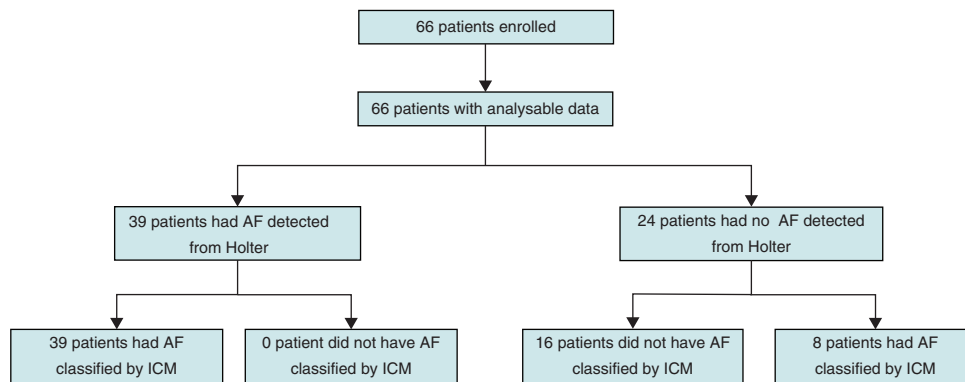 66 patients enrolled
66 patients with analysable data
39 patients had AF detected
from Holter
24 patients had no AF detected
from Holter
39 patients had AF
classified by ICM
0 patient did not have AF
classified by ICM
16 patients did not have AF
classified by ICM
8 patients had AF
classified by ICM